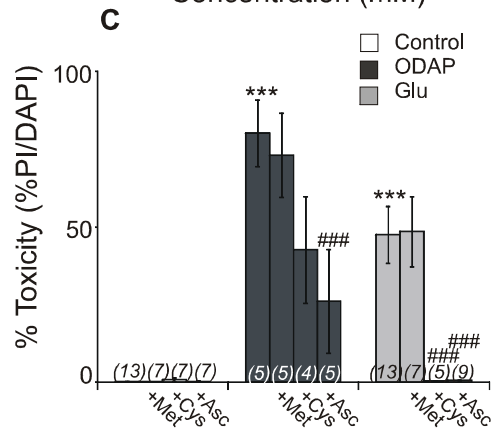 Concentration (mM)
C
Control
ODAP
Glu
% Toxicity (%PI/DAPI)
100
50
0
***
###
***
###
###
(13)(7)(7)(7)
(5)(5)(4)(5)
(13)(7)(5)(9)
+Met
+Cys
+Asc
+Met
+Cys
+Asc
+Met
+Cys
+Asc